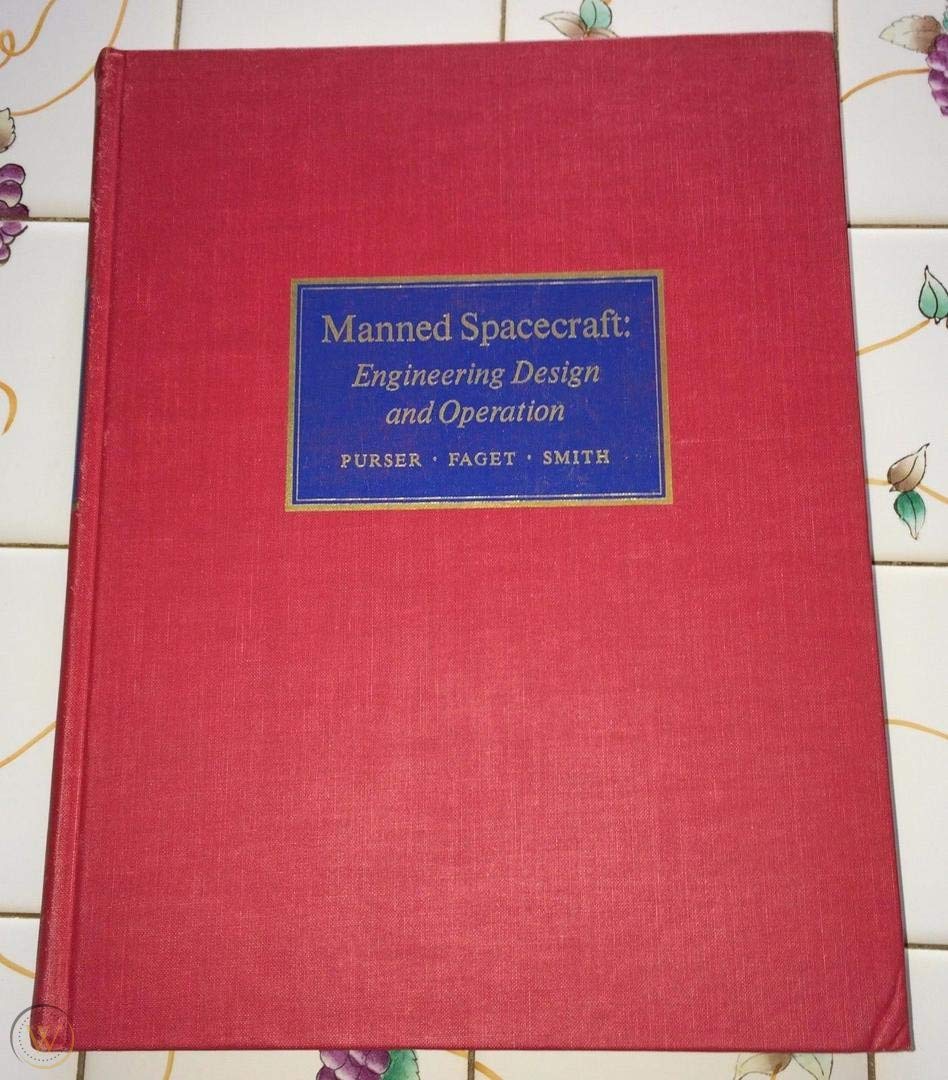 Manned Spacecraft:
Engineering Design
and Operation
PURSER · FAGET · SMITH
W